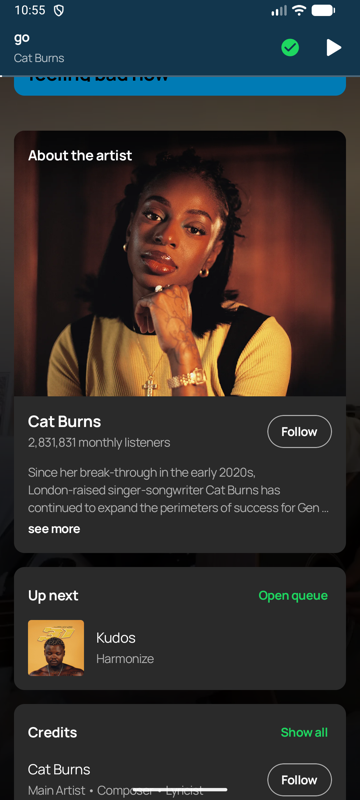 10:55
go
Cat Burns
feeling bad now
About the artist
Cat Burns
2,831,831 monthly listeners
Follow
Since her break-through in the early 2020s,
London-raised singer-songwriter Cat Burns has
continued to expand the perimeters of success for Gen ...
see more
Up next
Open queue
Kudos
Harmonize
Credits
Show all
Cat Burns
Main Artist • Composer • Lyricist
Follow